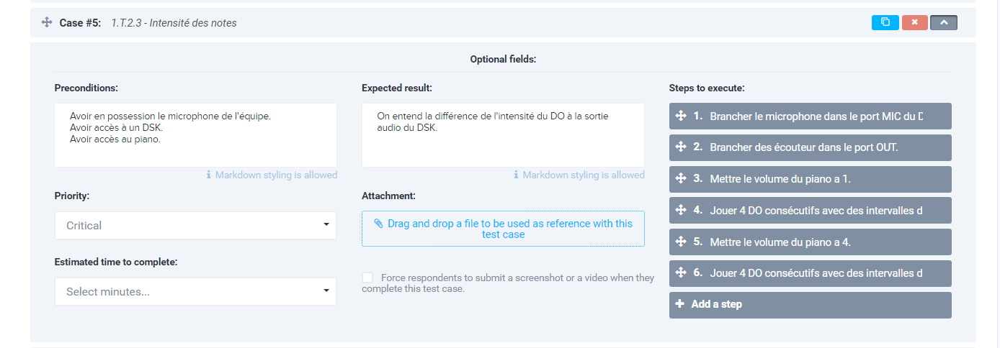 Case #5: 1.T.2.3 - Intensité des notes
Optional fields:
Preconditions:
Avoir en possession le microphone de l'équipe.
Avoir accès à un DSK.
Avoir accès au piano.
Markdown styling is allowed
Priority:
Critical
Estimated time to complete:
Select minutes...
Expected result:
On entend la différence de l'intensité du DO à la sortie
audio du DSK.
Markdown styling is allowed
Attachment:
Drag and drop a file to be used as reference with this
test case
Force respondents to submit a screenshot or a video when they
complete this test case.
Steps to execute:
1. Brancher le microphone dans le port MIC du
2. Brancher des écouteur dans le port OUT.
3. Mettre le volume du piano a 1.
4. Jouer 4 DO consécutifs avec des intervalles d
5. Mettre le volume du piano a 4.
6. Jouer 4 DO consécutifs avec des intervalles d
Add a step